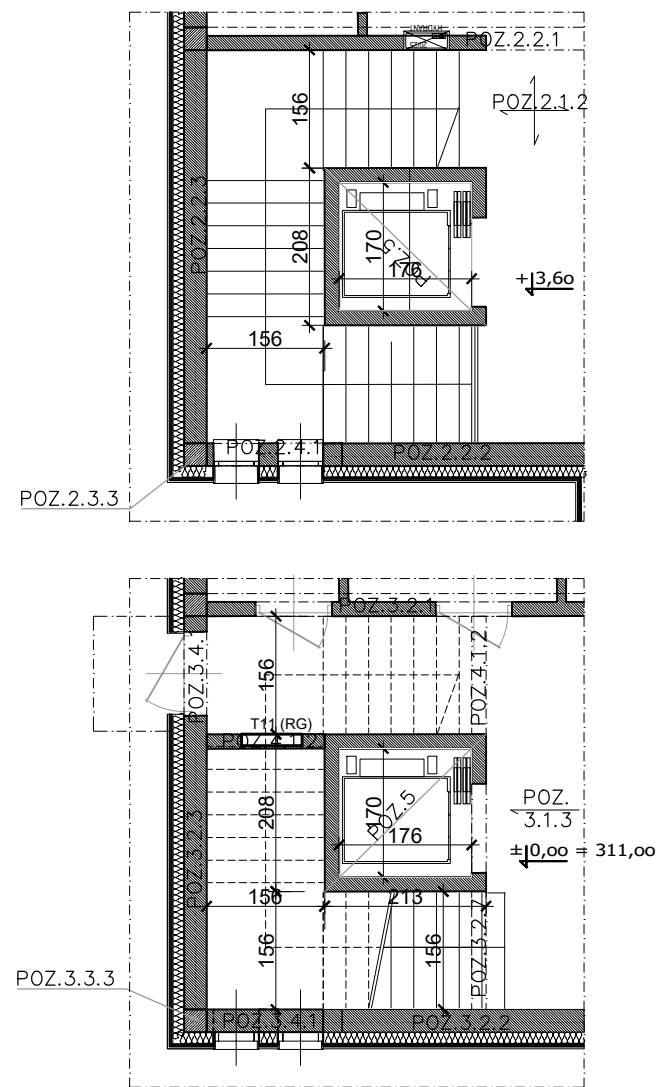 HYDRANT
POZ.2.2.1
POZ.2.1.2
156
POZ.2.2.3
208
170
176
POZ.5
+3,60
156
POZ.2.4.1
POZ.2.2.2
POZ.2.3.3
POZ.3.2.1
POZ.3.4.
156
POZ.4.1.2
T11 (RG)
208
170
POZ.5
176
POZ.
3.1.3
±0,00 = 311,00
POZ.3.2.3
156
213
156
156
POZ.3.2.7
POZ.3.3.3
POZ.3.4.1
POZ.3.2.2